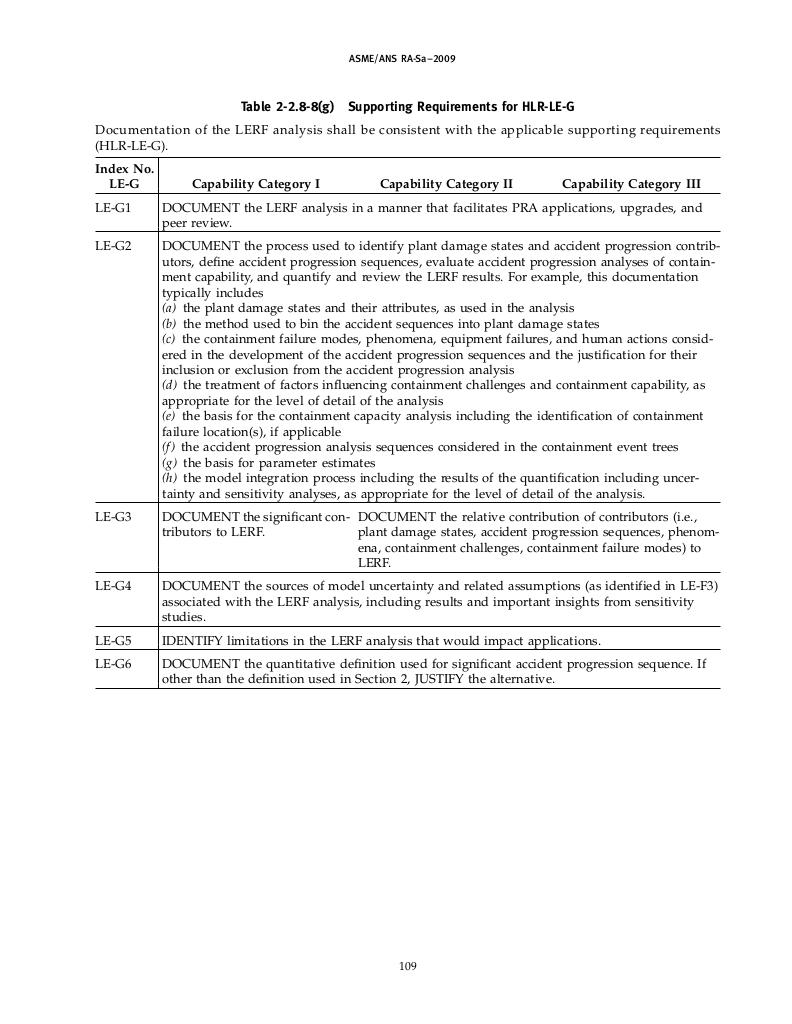 ASME/ANS RA-Sa–2009
Table 2-2.8-8(g) Supporting Requirements for HLR-LE-G
Documentation of the LERF analysis shall be consistent with the applicable supporting requirements
(HLR-LE-G).
Index No.
LE-G Capability Category I Capability Category II Capability Category III
LE-G1 DOCUMENT the LERF analysis in a manner that facilitates PRA applications, upgrades, and
peer review.
LE-G2 DOCUMENT the process used to identify plant damage states and accident progression contrib-
utors, define accident progression sequences, evaluate accident progression analyses of contain-
ment capability, and quantify and review the LERF results. For example, this documentation
typically includes
(a) the plant damage states and their attributes, as used in the analysis
(b) the method used to bin the accident sequences into plant damage states
(c) the containment failure modes, phenomena, equipment failures, and human actions consid-
ered in the development of the accident progression sequences and the justification for their
inclusion or exclusion from the accident progression analysis
(d) the treatment of factors influencing containment challenges and containment capability, as
appropriate for the level of detail of the analysis
(e) the basis for the containment capacity analysis including the identification of containment
failure location(s), if applicable
(f) the accident progression analysis sequences considered in the containment event trees
(g) the basis for parameter estimates
(h) the model integration process including the results of the quantification including uncer-
tainty and sensitivity analyses, as appropriate for the level of detail of the analysis.
LE-G3 DOCUMENT the significant con-
tributors to LERF.
DOCUMENT the relative contribution of contributors (i.e.,
plant damage states, accident progression sequences, phenom-
ena, containment challenges, containment failure modes) to
LERF.
LE-G4 DOCUMENT the sources of model uncertainty and related assumptions (as identified in LE-F3)
associated with the LERF analysis, including results and important insights from sensitivity
studies.
LE-G5 IDENTIFY limitations in the LERF analysis that would impact applications.
LE-G6 DOCUMENT the quantitative definition used for significant accident progression sequence. If
other than the definition used in Section 2, JUSTIFY the alternative.
109